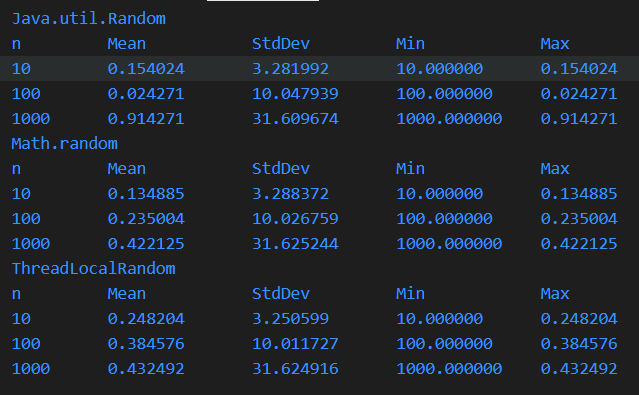 Java.util.Random
n Mean StdDev Min Max
10 0.154024 3.281992 10.000000 0.154024
100 0.024271 10.047939 100.000000 0.024271
1000 0.914271 31.609674 1000.000000 0.914271
Math.random
n Mean StdDev Min Max
10 0.134885 3.288372 10.000000 0.134885
100 0.235004 10.026759 100.000000 0.235004
1000 0.422125 31.625244 1000.000000 0.422125
ThreadLocalRandom
n Mean StdDev Min Max
10 0.248204 3.250599 10.000000 0.248204
100 0.384576 10.011727 100.000000 0.384576
1000 0.432492 31.624916 1000.000000 0.432492